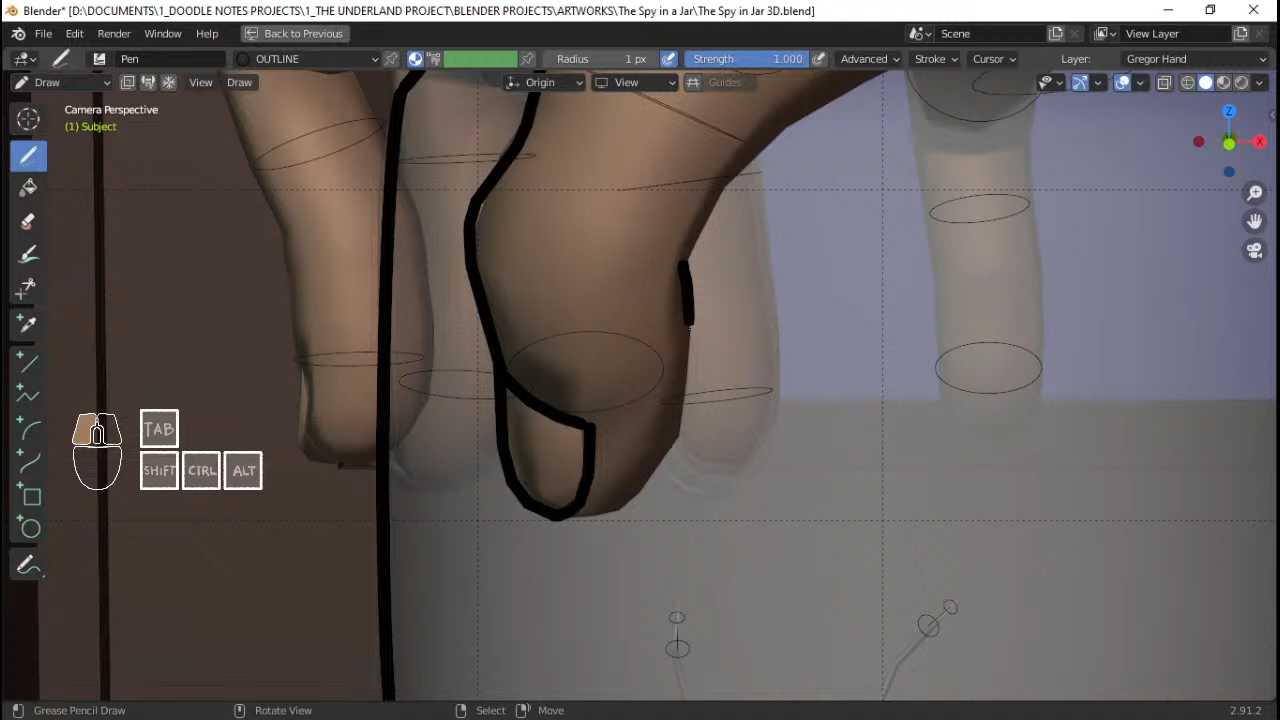 Blender* [D:\DOCUMENTS\1_DOODLE NOTES PROJECTS\1_THE UNDERLAND PROJECT\BLENDER PROJECTS\ARTWORKS\The Spy in a Jar\The Spy in Jar 3D.blend]
File Edit Render Window Help Back to Previous Scene View Layer
Pen OUTLINE Radius 1 px Strength 1.000 Advanced Stroke Cursor Layer: Gregor Hand
Draw View Draw Origin View Guides
Camera Perspective
(1) Subject
Z
X
TAB
SHIFT CTRL ALT
Grease Pencil Draw Rotate View Select Move 2.91.2